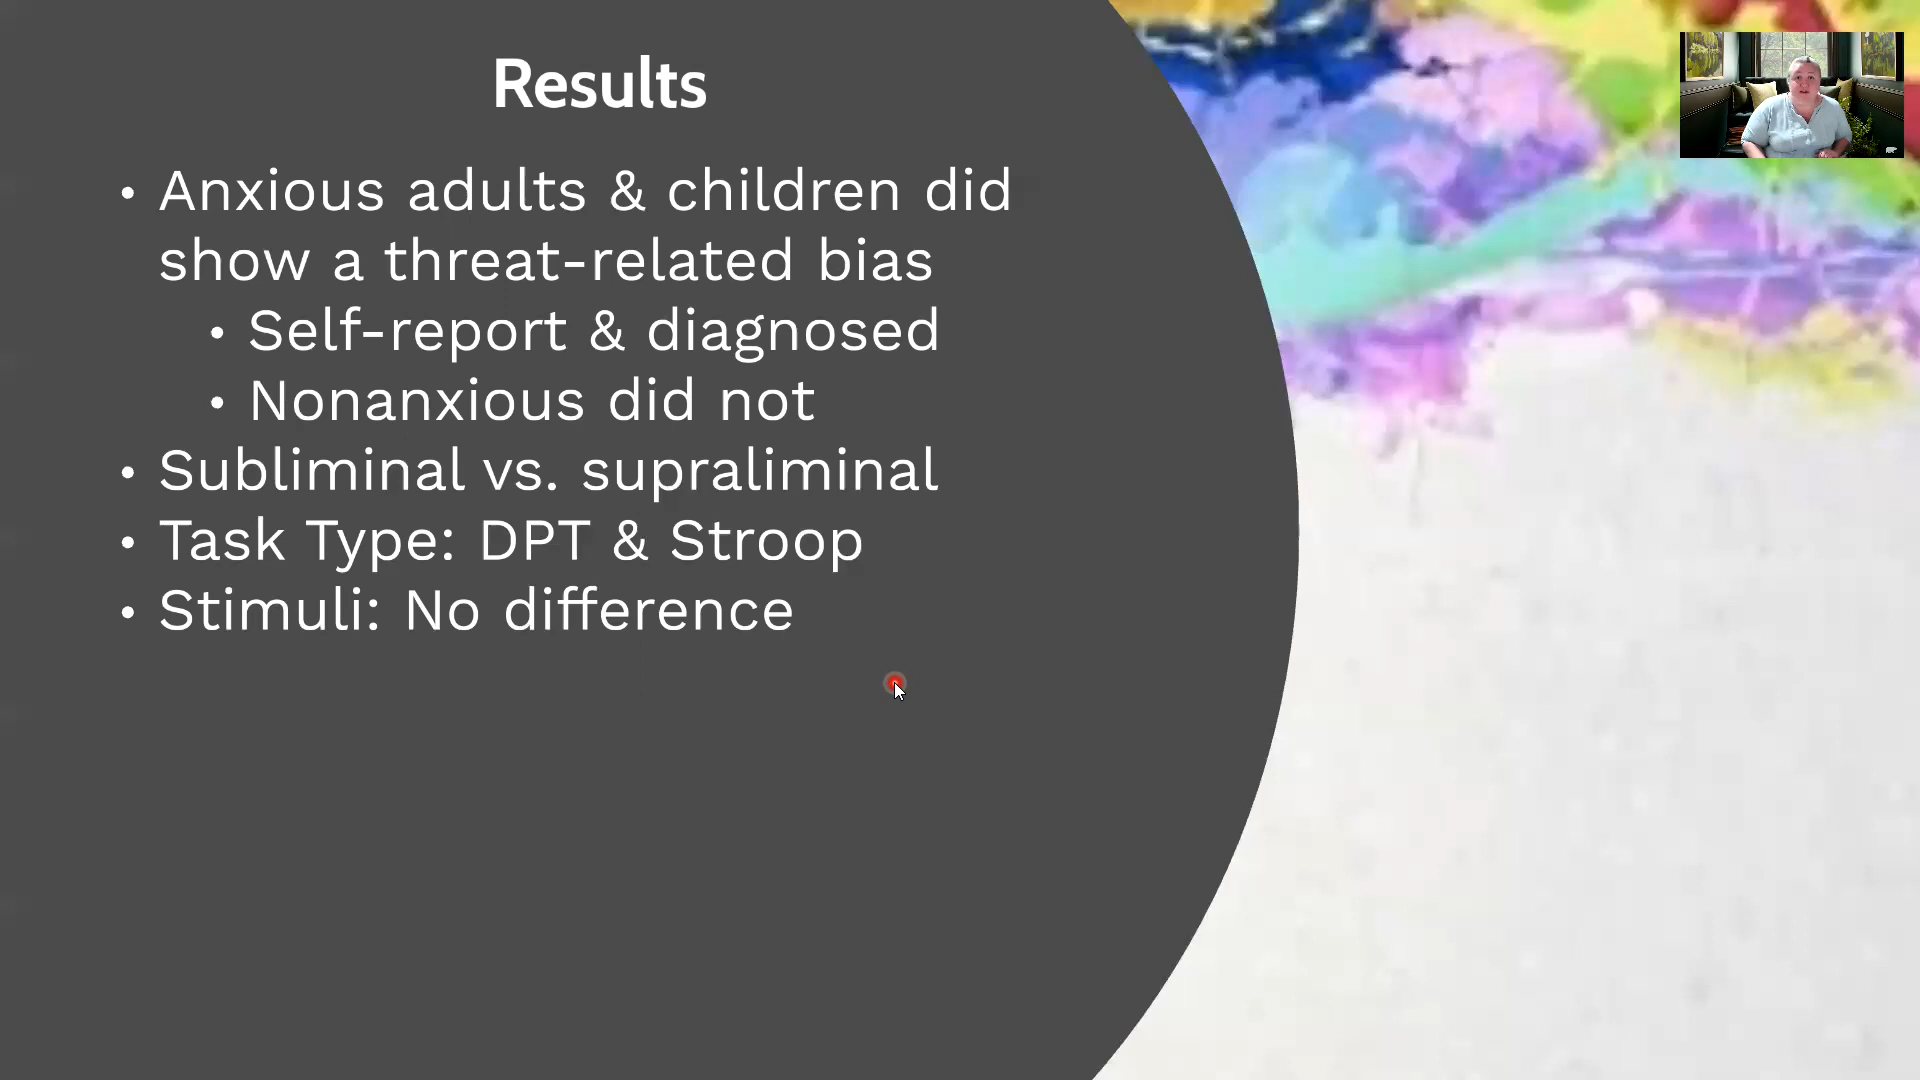 Results
• Anxious adults & children did
show a threat-related bias
• Self-report & diagnosed
• Nonanxious did not
• Subliminal vs. supraliminal
• Task Type: DPT & Stroop
• Stimuli: No difference